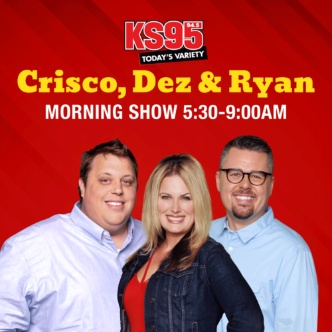 KS95 94.5
TODAY'S VARIETY
Crisco, Dez & Ryan
MORNING SHOW 5:30-9:00AM